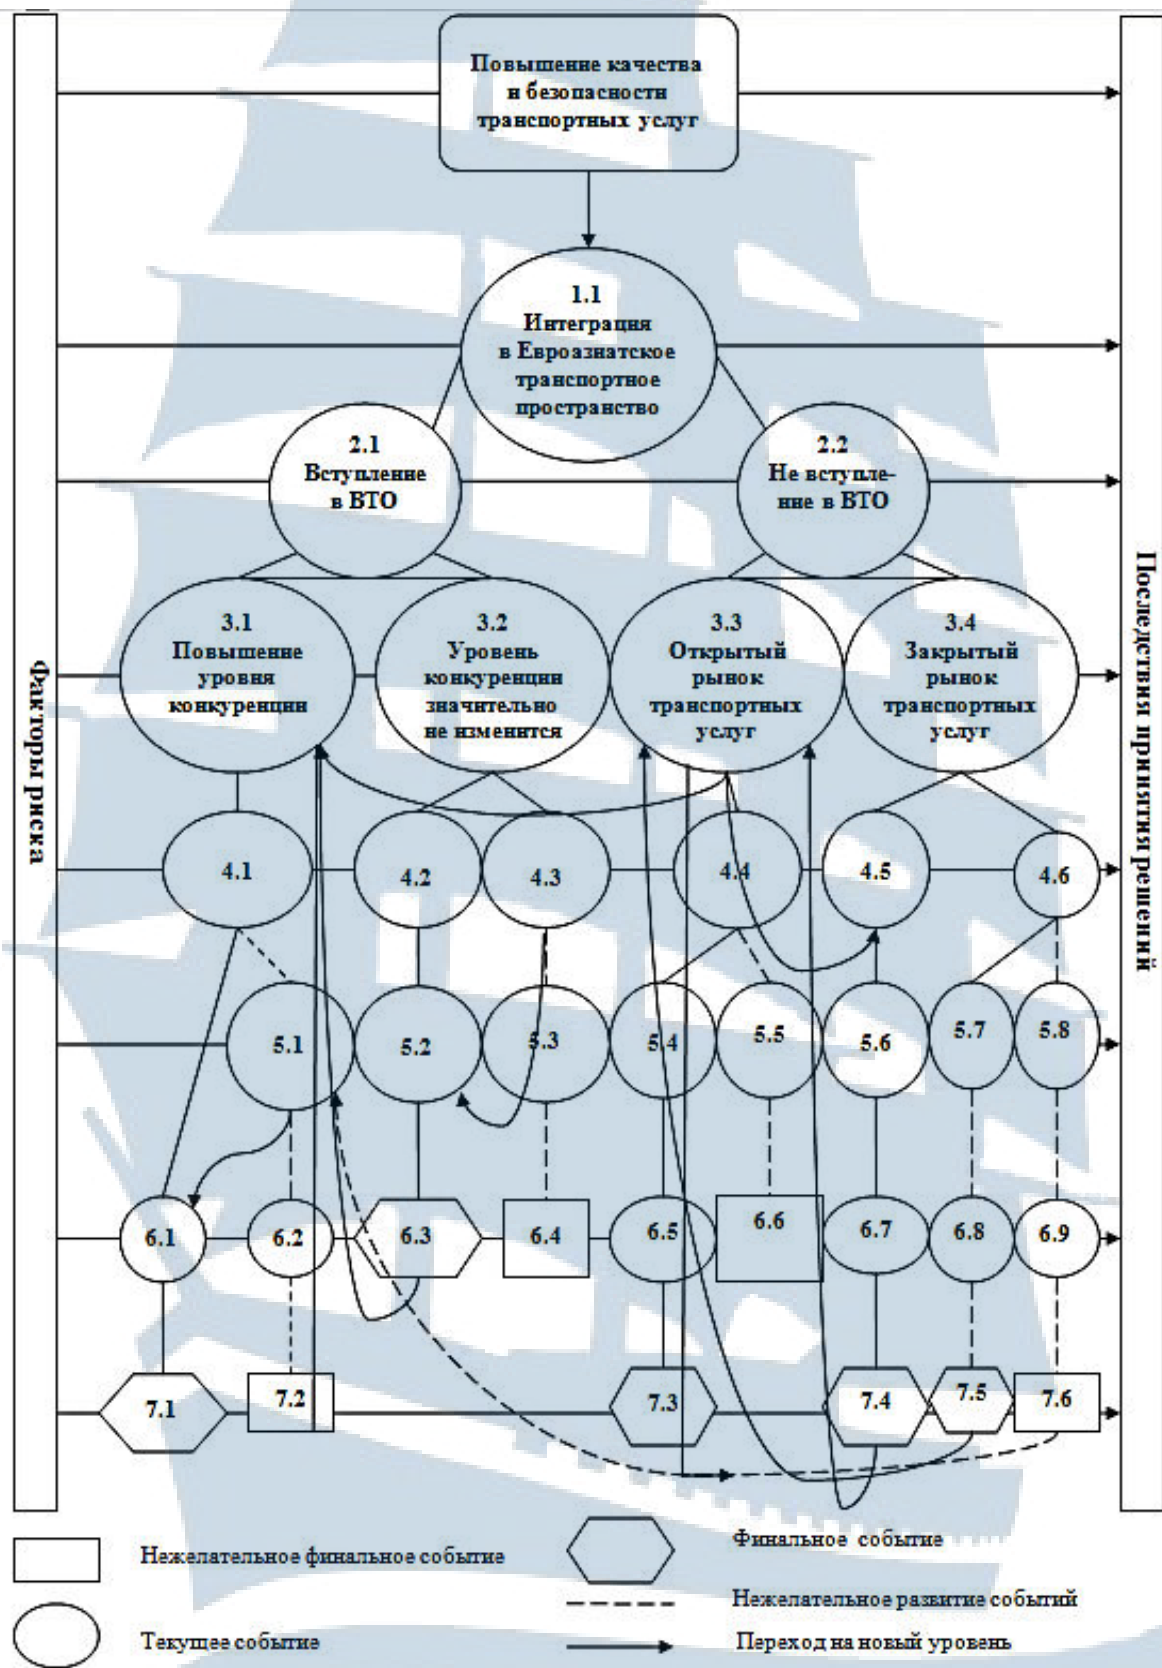 Повышение качества
и безопасности
транспортных услуг
1.1
Интеграция
в Евроазиатское
транспортное
пространство
2.1
Вступление
в ВТО
2.2
Не вступле-
ние в ВТО
3.1
Повышение
уровня
конкуренции
3.2
Уровень
конкуренции
значительно
не изменится
3.3
Открытый
рынок
транспортных
услуг
3.4
Закрытый
рынок
транспортных
услуг
Факторы риска
Последствия принятия решений
4.1
4.2
4.3
4.4
4.5
4.6
5.1
5.2
5.3
5.4
5.5
5.6
5.7
5.8
6.1
6.2
6.3
6.4
6.5
6.6
6.7
6.8
6.9
7.1
7.2
7.3
7.4
7.5
7.6
Нежелательное финальное событие
Финальное событие
Нежелательное развитие событий
Текущее событие
Переход на новый уровень